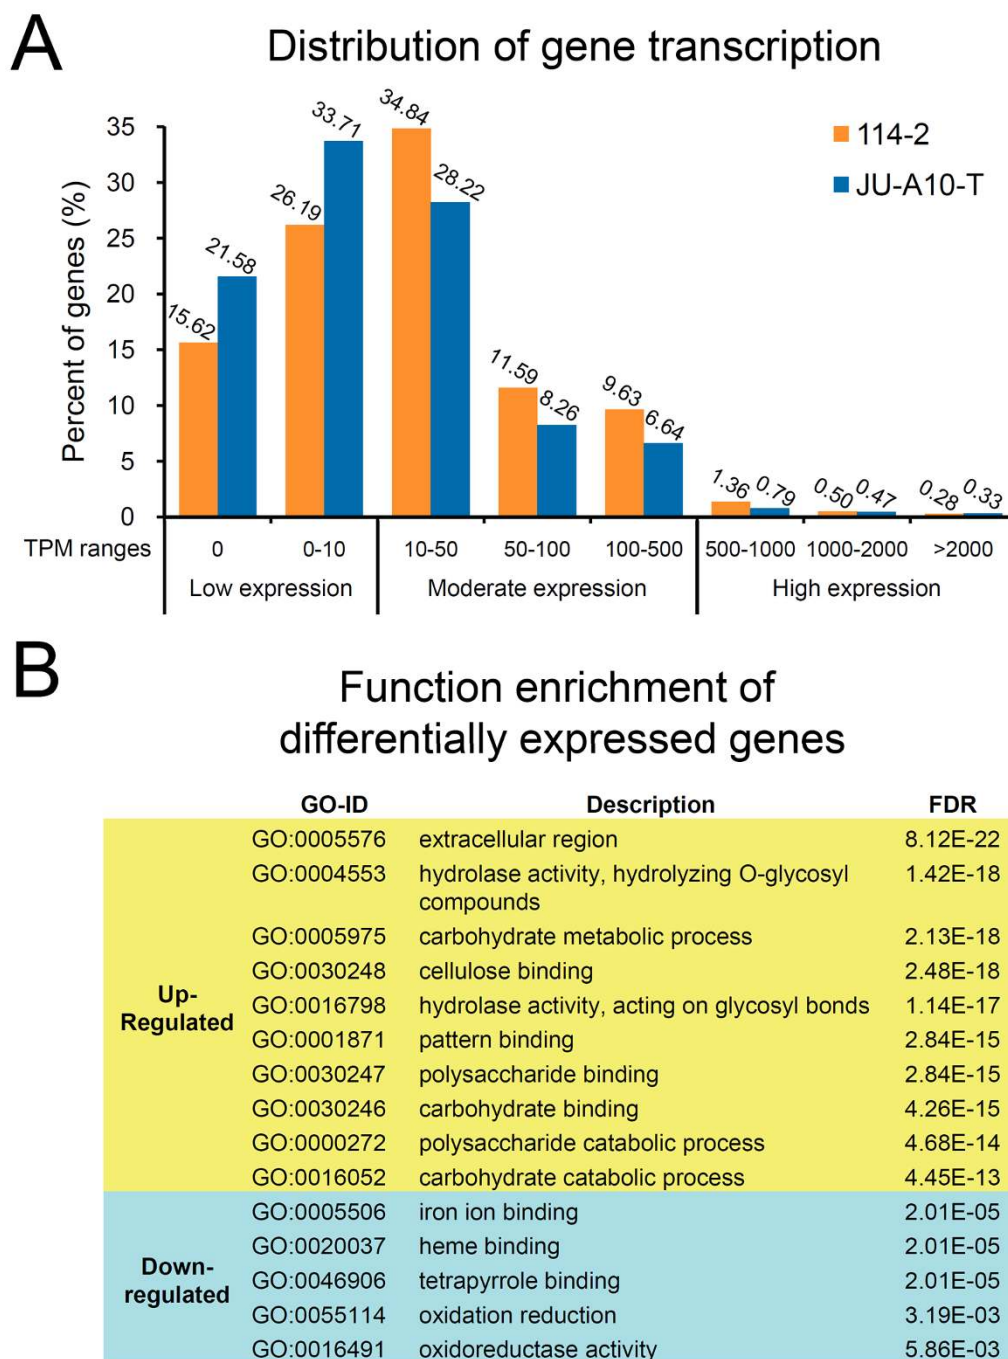 A
Distribution of gene transcription
Percent of genes (%)
35
30
25
20
15
10
5
0
15.62
21.58
26.19
33.71
34.84
28.22
11.59
8.26
9.63
6.64
1.36
0.79
0.50
0.47
0.28
0.33
114-2
JU-A10-T
TPM ranges 0 0-10 10-50 50-100 100-500 500-1000 1000-2000 >2000
Low expression Moderate expression High expression
B
Function enrichment of
differentially expressed genes
GO-ID Description FDR
Up-
Regulated
GO:0005576 extracellular region 8.12E-22
GO:0004553 hydrolase activity, hydrolyzing O-glycosyl 1.42E-18
compounds
GO:0005975 carbohydrate metabolic process 2.13E-18
GO:0030248 cellulose binding 2.48E-18
GO:0016798 hydrolase activity, acting on glycosyl bonds 1.14E-17
GO:0001871 pattern binding 2.84E-15
GO:0030247 polysaccharide binding 2.84E-15
GO:0030246 carbohydrate binding 4.26E-15
GO:0000272 polysaccharide catabolic process 4.68E-14
GO:0016052 carbohydrate catabolic process 4.45E-13
Down-
regulated
GO:0005506 iron ion binding 2.01E-05
GO:0020037 heme binding 2.01E-05
GO:0046906 tetrapyrrole binding 2.01E-05
GO:0055114 oxidation reduction 3.19E-03
GO:0016491 oxidoreductase activity 5.86E-03